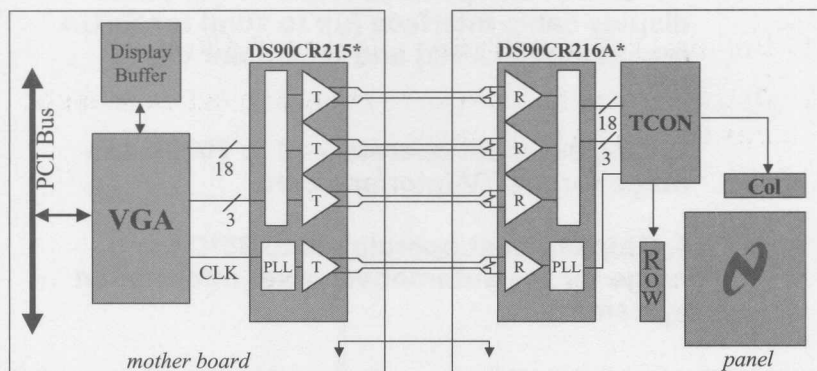 Display
Buffer
DS90CR215*
DS90CR216A*
PCI Bus
VGA
18
3
CLK
PLL
T
T
T
T
R
R
R
R
PLL
18
3
TCON
Col
Row
mother board
panel